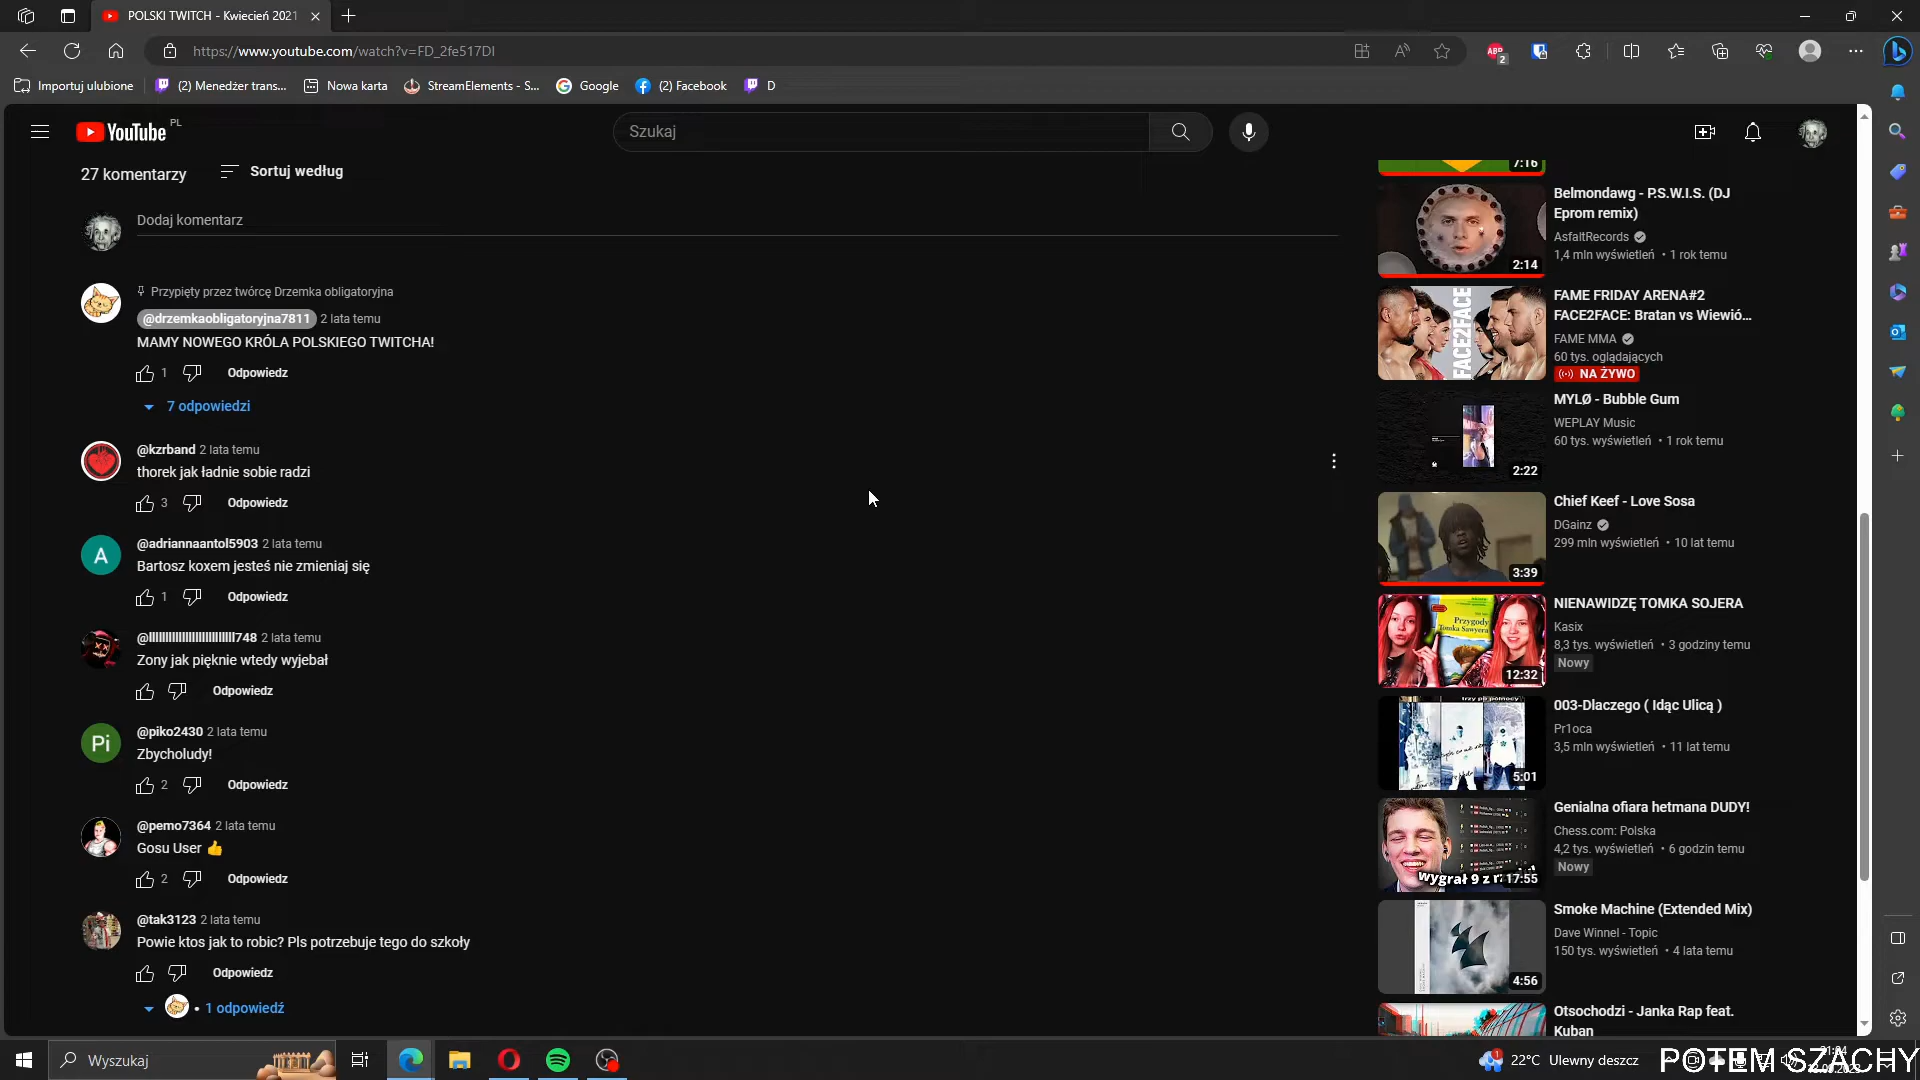 POLSKI TWITCH - Kwiecień 2021
https://www.youtube.com/watch?v=FD_2fe517DI
ABP
2
Importuj ulubione
(2) Menedżer trans...
Nowa karta
StreamElements - S...
Google
(2) Facebook
D
YouTube PL
Szukaj
27 komentarzy
Sortuj według
Dodaj komentarz
Przypięty przez twórcę Drzemka obligatoryjna
@drzemkaobligatoryjna7811 2 lata temu
MAMY NOWEGO KRÓLA POLSKIEGO TWITCHA!
1 Odpowiedz
7 odpowiedzi
@kzrband 2 lata temu
thorek jak ładnie sobie radzi
3 Odpowiedz
A
@adriannaantol5903 2 lata temu
Bartosz koxem jesteś nie zmieniaj się
1 Odpowiedz
2 lata temu
Zony jak pięknie wtedy wyjebał
Odpowiedz
Pi
@piko2430 2 lata temu
Zbycholudy!
2 Odpowiedz
@pemo7364 2 lata temu
Gosu User 👍
2 Odpowiedz
@tak3123 2 lata temu
Powie ktos jak to robic? Pls potrzebuje tego do szkoły
Odpowiedz
• 1 odpowiedź
7:16
Belmondawg - P.S.W.I.S. (DJ
Eprom remix)
AsfaltRecords
1,4 mln wyświetleń • 1 rok temu
2:14
FACE2FACE
FAME FRIDAY ARENA#2
FACE2FACE: Bratan vs Wiewió...
FAME MMA
60 tys. oglądających
NA ŻYWO
MYLØ - Bubble Gum
WEPLAY Music
60 tys. wyświetleń • 1 rok temu
2:22
Chief Keef - Love Sosa
DGainz
299 mln wyświetleń • 10 lat temu
3:39
Przygody
Tomka Sawyera
12:32
NIENAWIDZĘ TOMKA SOJERA
Kasix
8,3 tys. wyświetleń • 3 godziny temu
Nowy
5:01
003-Dlaczego ( Idąc Ulicą )
Pr1oca
3,5 mln wyświetleń • 11 lat temu
wygrał 9 z
17:55
Genialna ofiara hetmana DUDY!
Chess.com: Polska
4,2 tys. wyświetleń • 6 godzin temu
Nowy
4:56
Smoke Machine (Extended Mix)
Dave Winnel - Topic
150 tys. wyświetleń • 4 lata temu
Otsochodzi - Janka Rap feat.
Kuban
Wyszukaj
1
22°C Ulewny deszcz
POTEM SZACHY